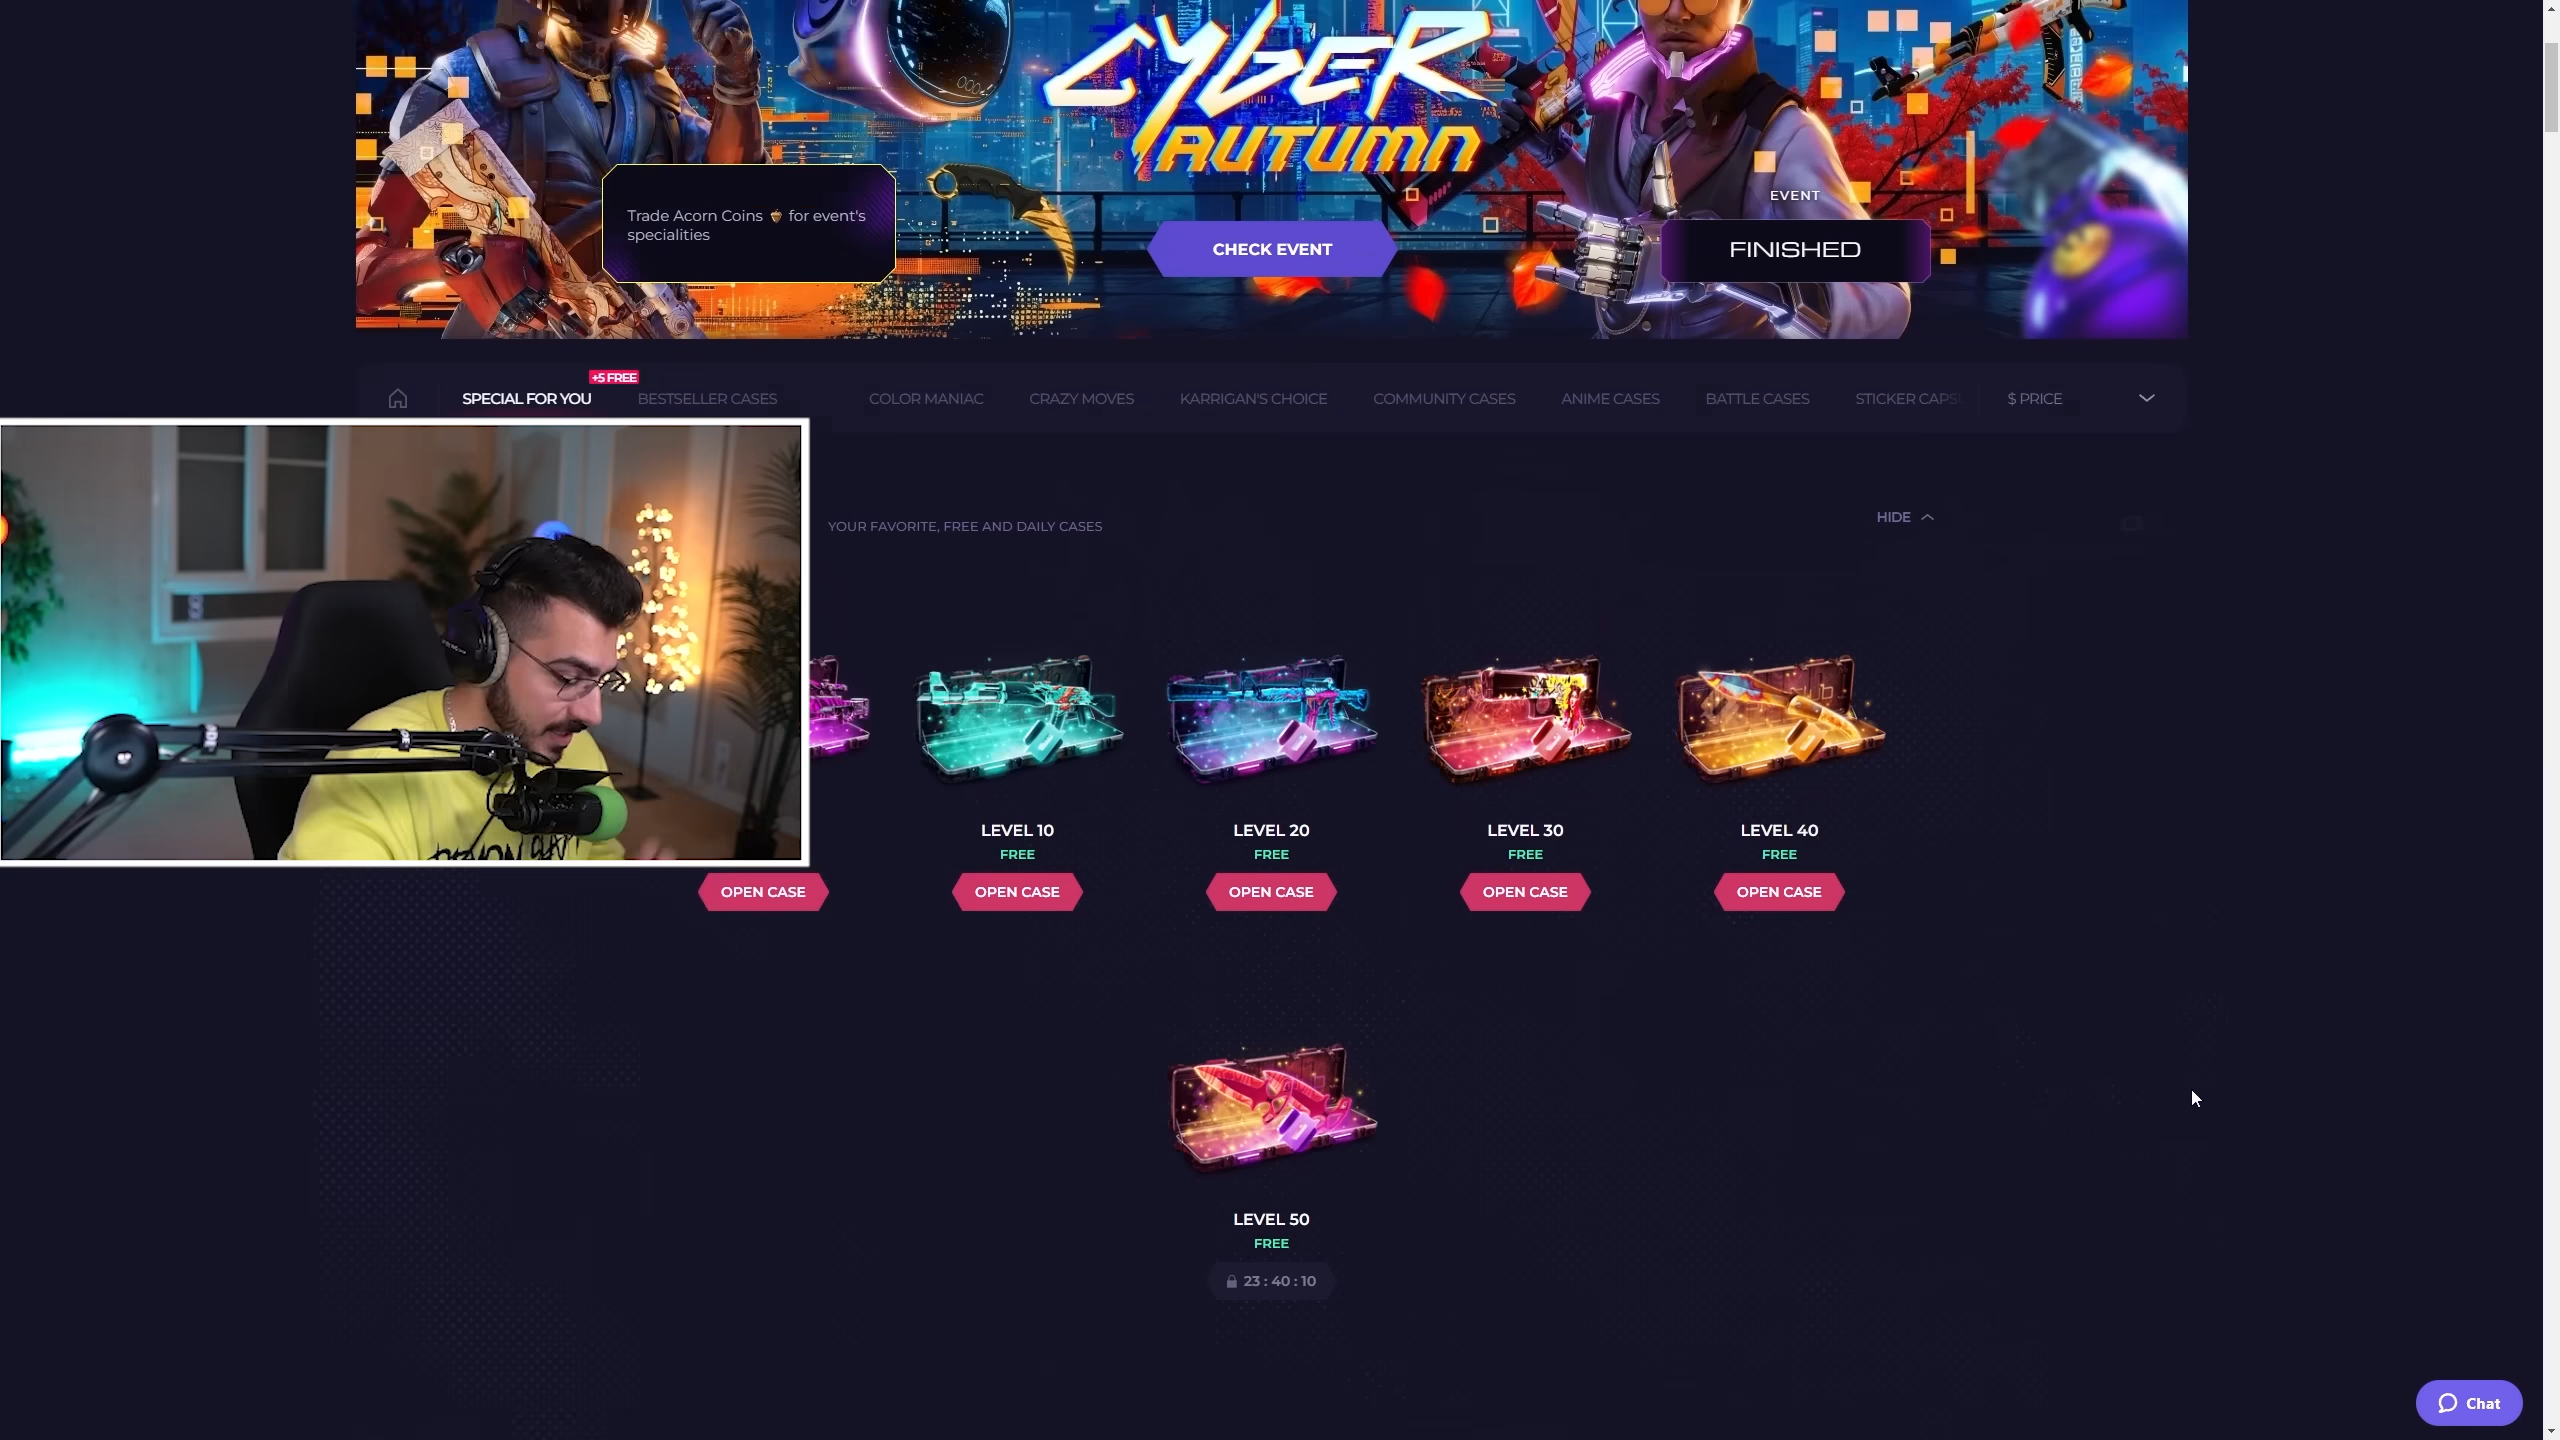 CYBER
AUTUMN
EVENT
Trade Acorn Coins for event's
specialities
CHECK EVENT
FINISHED
+5 FREE
SPECIAL FOR YOU
BESTSELLER CASES
COLOR MANIAC
CRAZY MOVES
KARRIGAN'S CHOICE
COMMUNITY CASES
ANIME CASES
BATTLE CASES
STICKER CAPSU
$ PRICE
YOUR FAVORITE, FREE AND DAILY CASES
HIDE
LEVEL 10
LEVEL 20
LEVEL 30
LEVEL 40
FREE
FREE
FREE
FREE
OPEN CASE
OPEN CASE
OPEN CASE
OPEN CASE
OPEN CASE
LEVEL 50
FREE
23 : 40 : 10
Chat